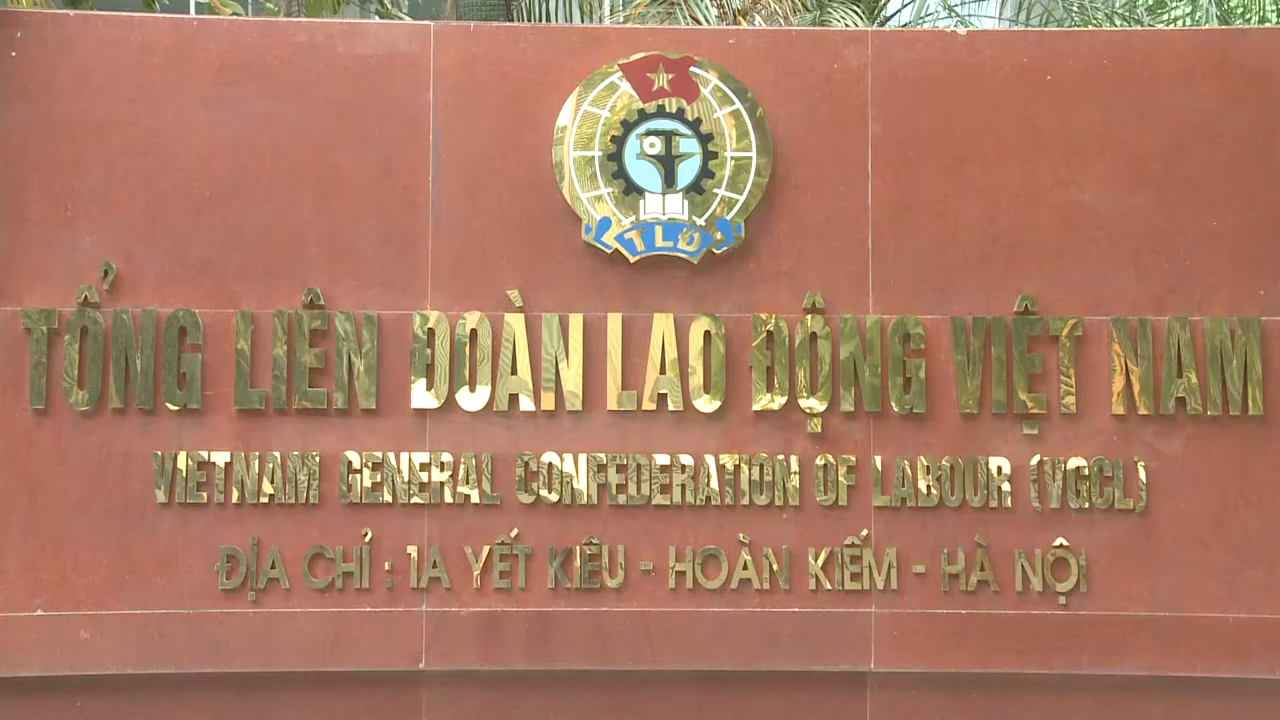 TLĐ
TỔNG LIÊN ĐOÀN LAO ĐỘNG VIỆT NAM
VIETNAM GENERAL CONFEDERATION OF LABOUR (VGCL)
ĐỊA CHỈ : 1A YẾT KIÊU - HOÀN KIẾM - HÀ NỘI